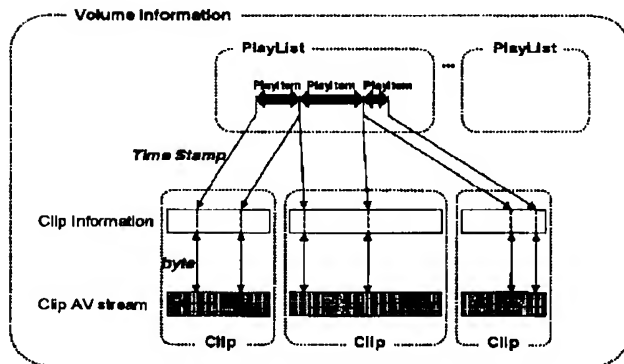 Volume Information
PlayList
PlayList
...
PlayItem PlayItem PlayItem
Time Stamp
Clip Information
byte
Clip AV stream
Clip
Clip
Clip